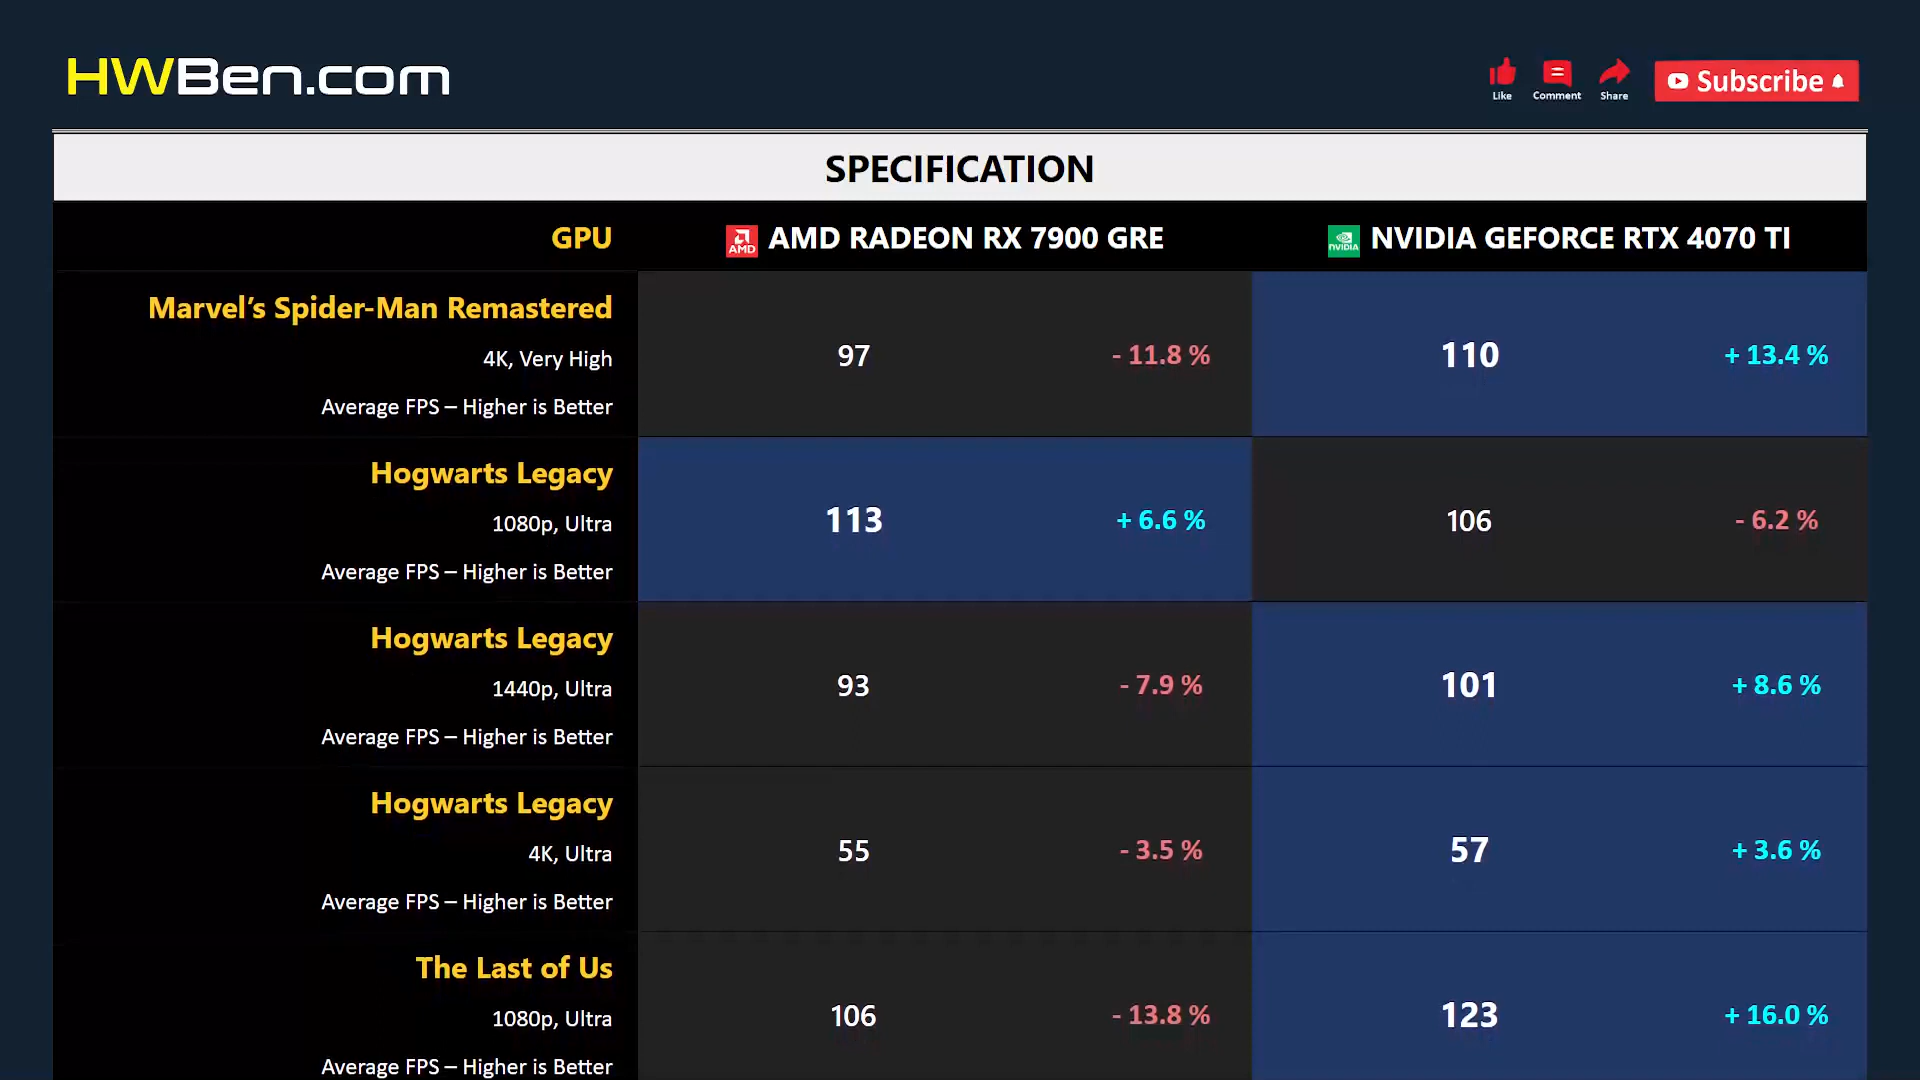 HWBen.com
Like Comment Share Subscribe
SPECIFICATION
GPU AMD AMD RADEON RX 7900 GRE NVIDIA NVIDIA GEFORCE RTX 4070 TI
Marvel’s Spider-Man Remastered
4K, Very High 97 - 11.8 % 110 + 13.4 %
Average FPS – Higher is Better
Hogwarts Legacy
1080p, Ultra 113 + 6.6 % 106 - 6.2 %
Average FPS – Higher is Better
Hogwarts Legacy
1440p, Ultra 93 - 7.9 % 101 + 8.6 %
Average FPS – Higher is Better
Hogwarts Legacy
4K, Ultra 55 - 3.5 % 57 + 3.6 %
Average FPS – Higher is Better
The Last of Us
1080p, Ultra 106 - 13.8 % 123 + 16.0 %
Average FPS – Higher is Better